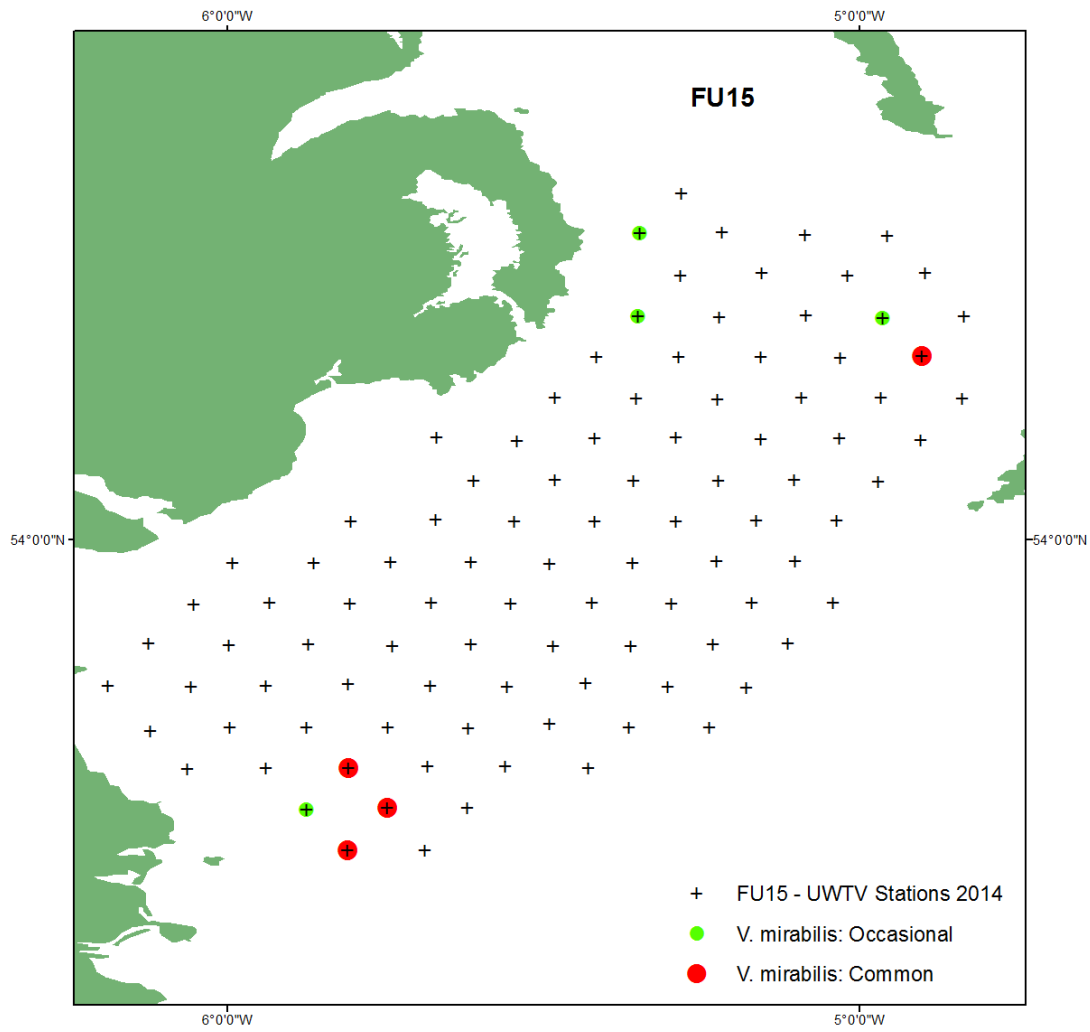 6°0'0"W 5°0'0"W
FU15
54°0'0"N 54°0'0"N
FU15 - UWTV Stations 2014
V. mirabilis: Occasional
V. mirabilis: Common
6°0'0"W 5°0'0"W